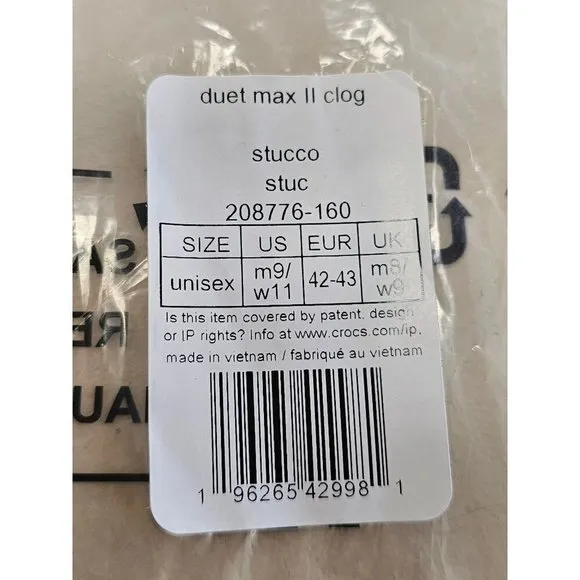 duet max II clog
stucco
stuc
208776-160
SIZE US EUR UK
unisex m9/ w11 42-43 m8/ w9
Is this item covered by patent, design
or IP rights? Info at www.crocs.com/ip.
made in vietnam / fabriqué au vietnam
1 96265 42998 1